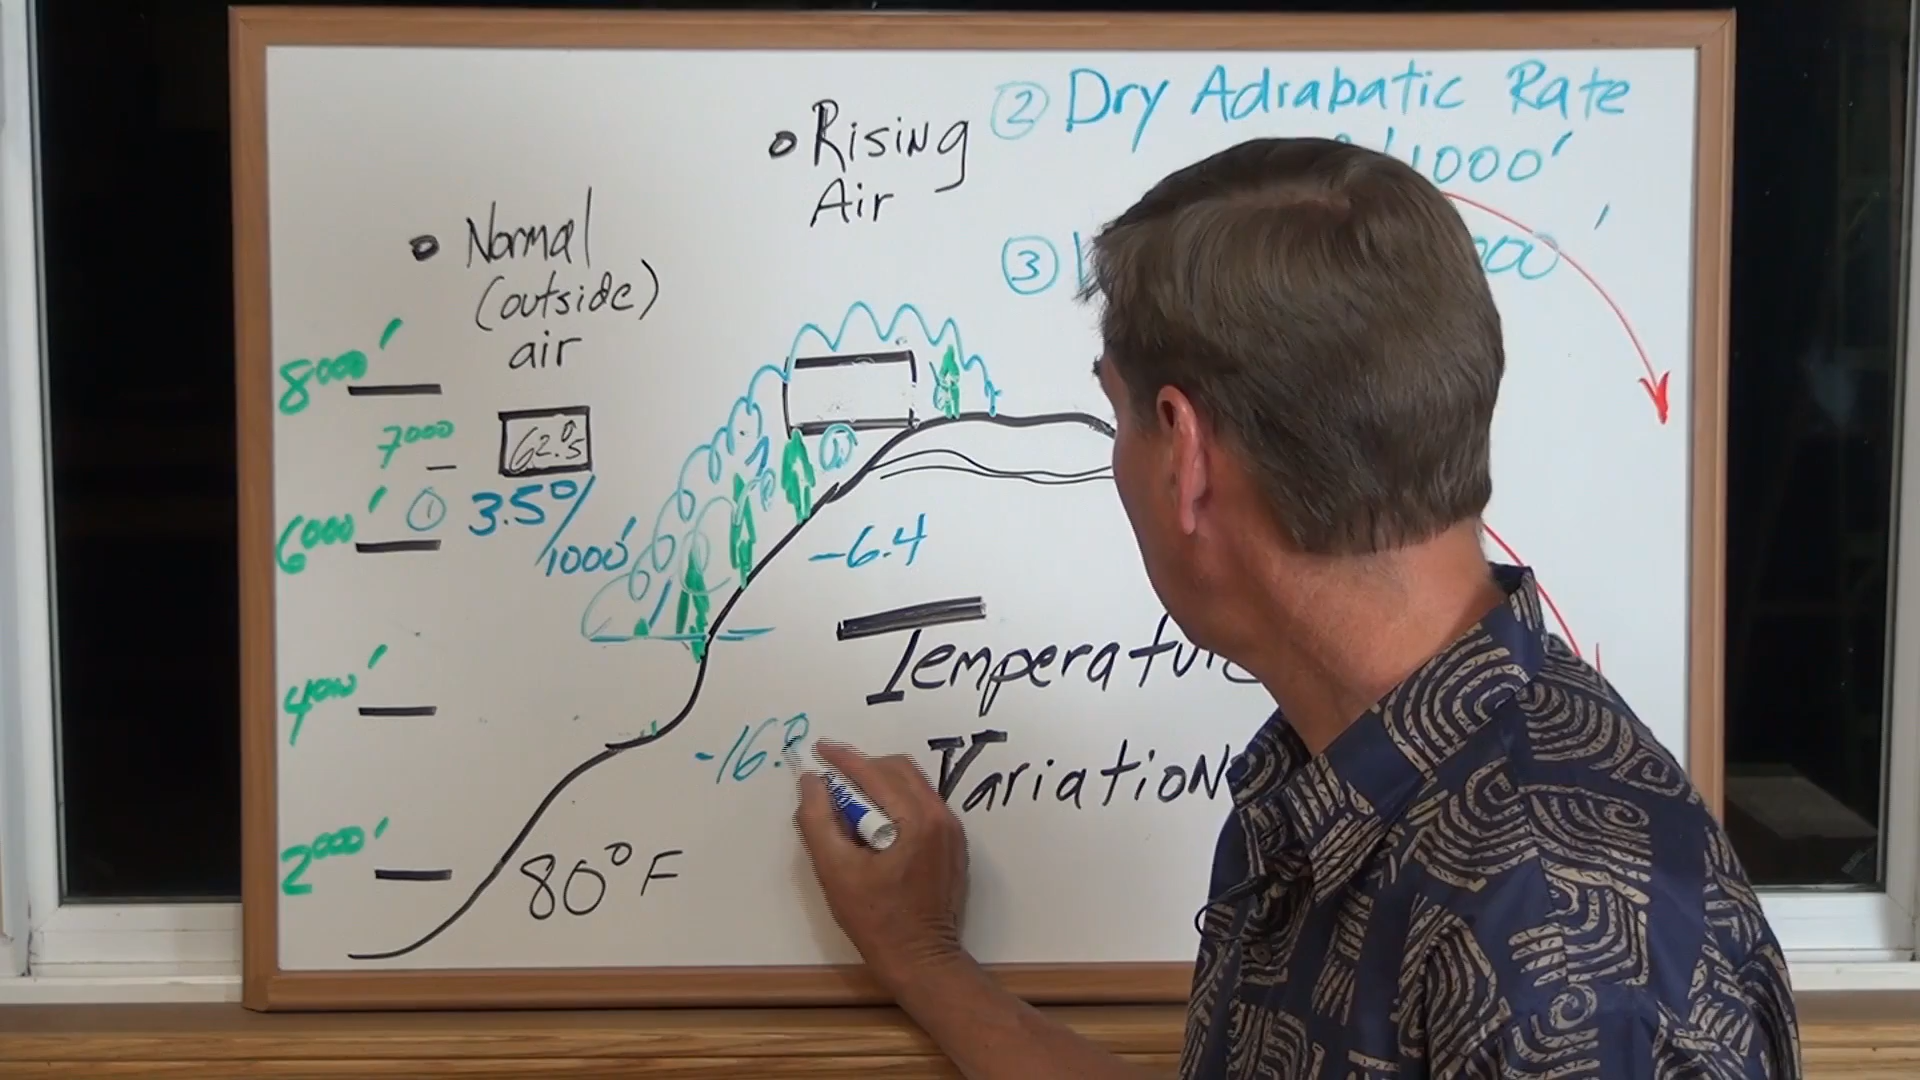 ② Dry Adiabatic Rate
/1000'
• Rising
Air
③
000'
• Normal
(outside)
air
8000'
7000
62.5°
6000'
① 3.5°/
1000'
-6.4
4000'
Temperature
-16°
Variation
2000'
80° F